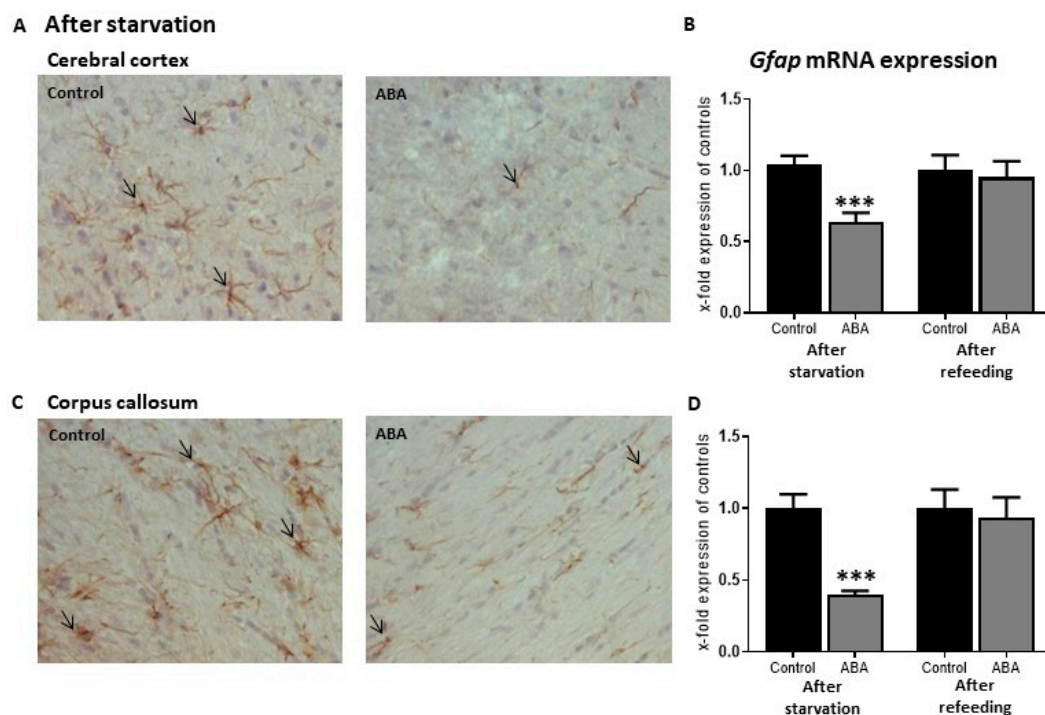 A After starvation
Cerebral cortex
Control
ABA
B
Gfap mRNA expression
x-fold expression of controls
1.5
1.0
0.5
0.0
***
Control
ABA
Control
ABA
After
starvation
After
refeeding
C Corpus callosum
Control
ABA
D
x-fold expression of controls
1.5
1.0
0.5
0.0
***
Control
ABA
Control
ABA
After
starvation
After
refeeding